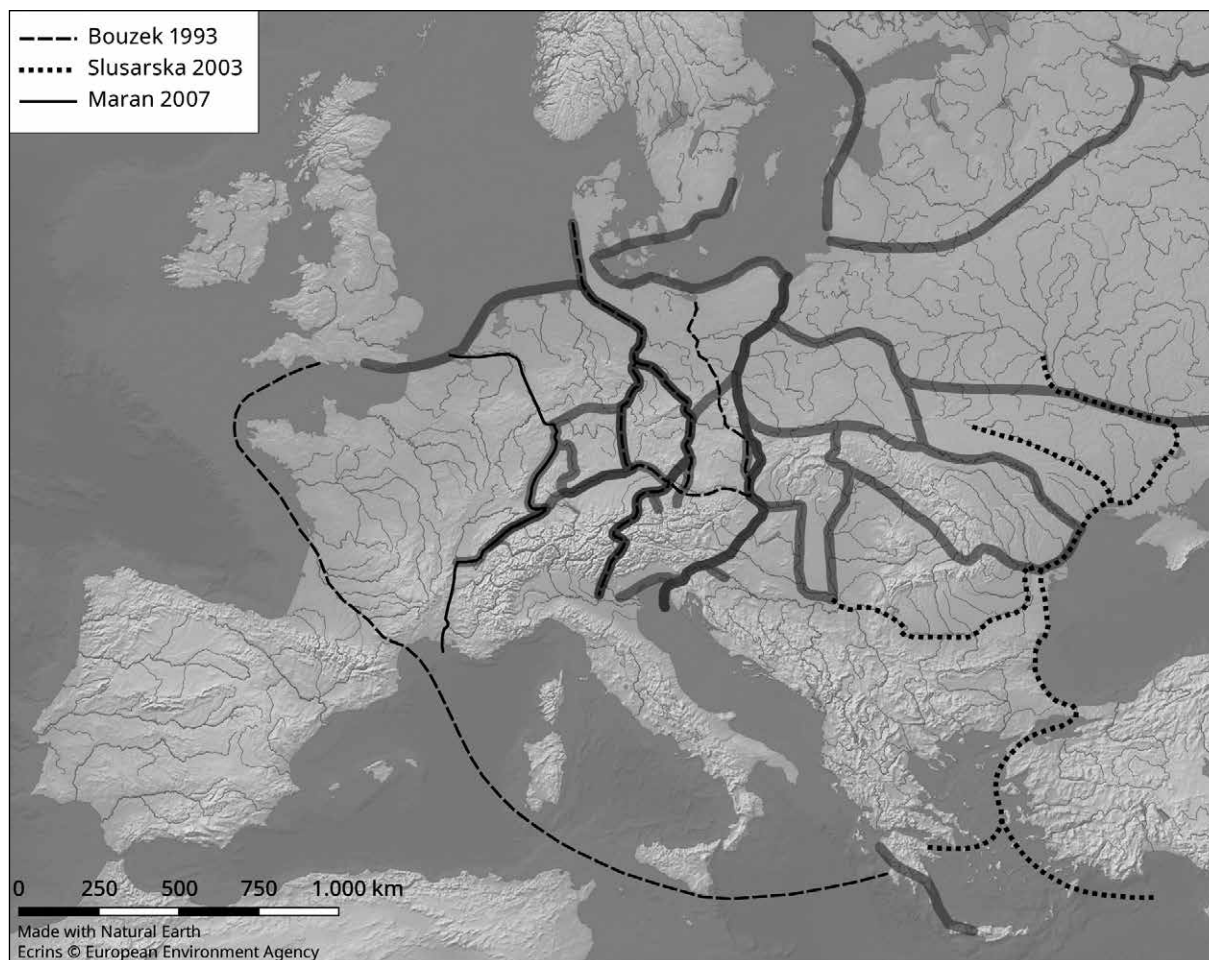 Bouzek 1993
Slusarska 2003
Maran 2007
0 250 500 750 1.000 km
Made with Natural Earth
Ecrins © European Environment Agency